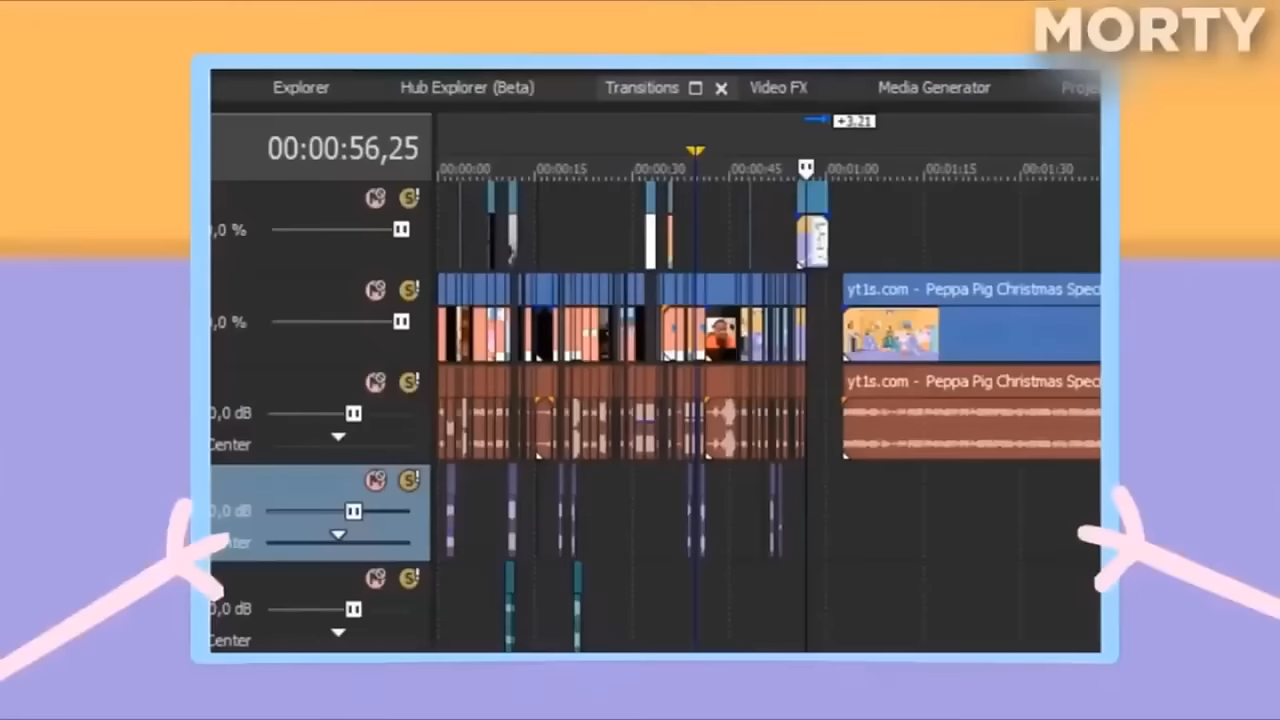 MORTY
Explorer Hub Explorer (Beta) Transitions Video FX Media Generator
+3.21
00:00:56,25
00:00:00 00:00:15 00:00:30 00:00:45 00:01:00 00:01:15 00:01:30
,0 %
yt1s.com - Peppa Pig Christmas
,0 %
yt1s.com - Peppa Pig Christmas
0,0 dB
Center
0,0 dB
0,0 dB
Center